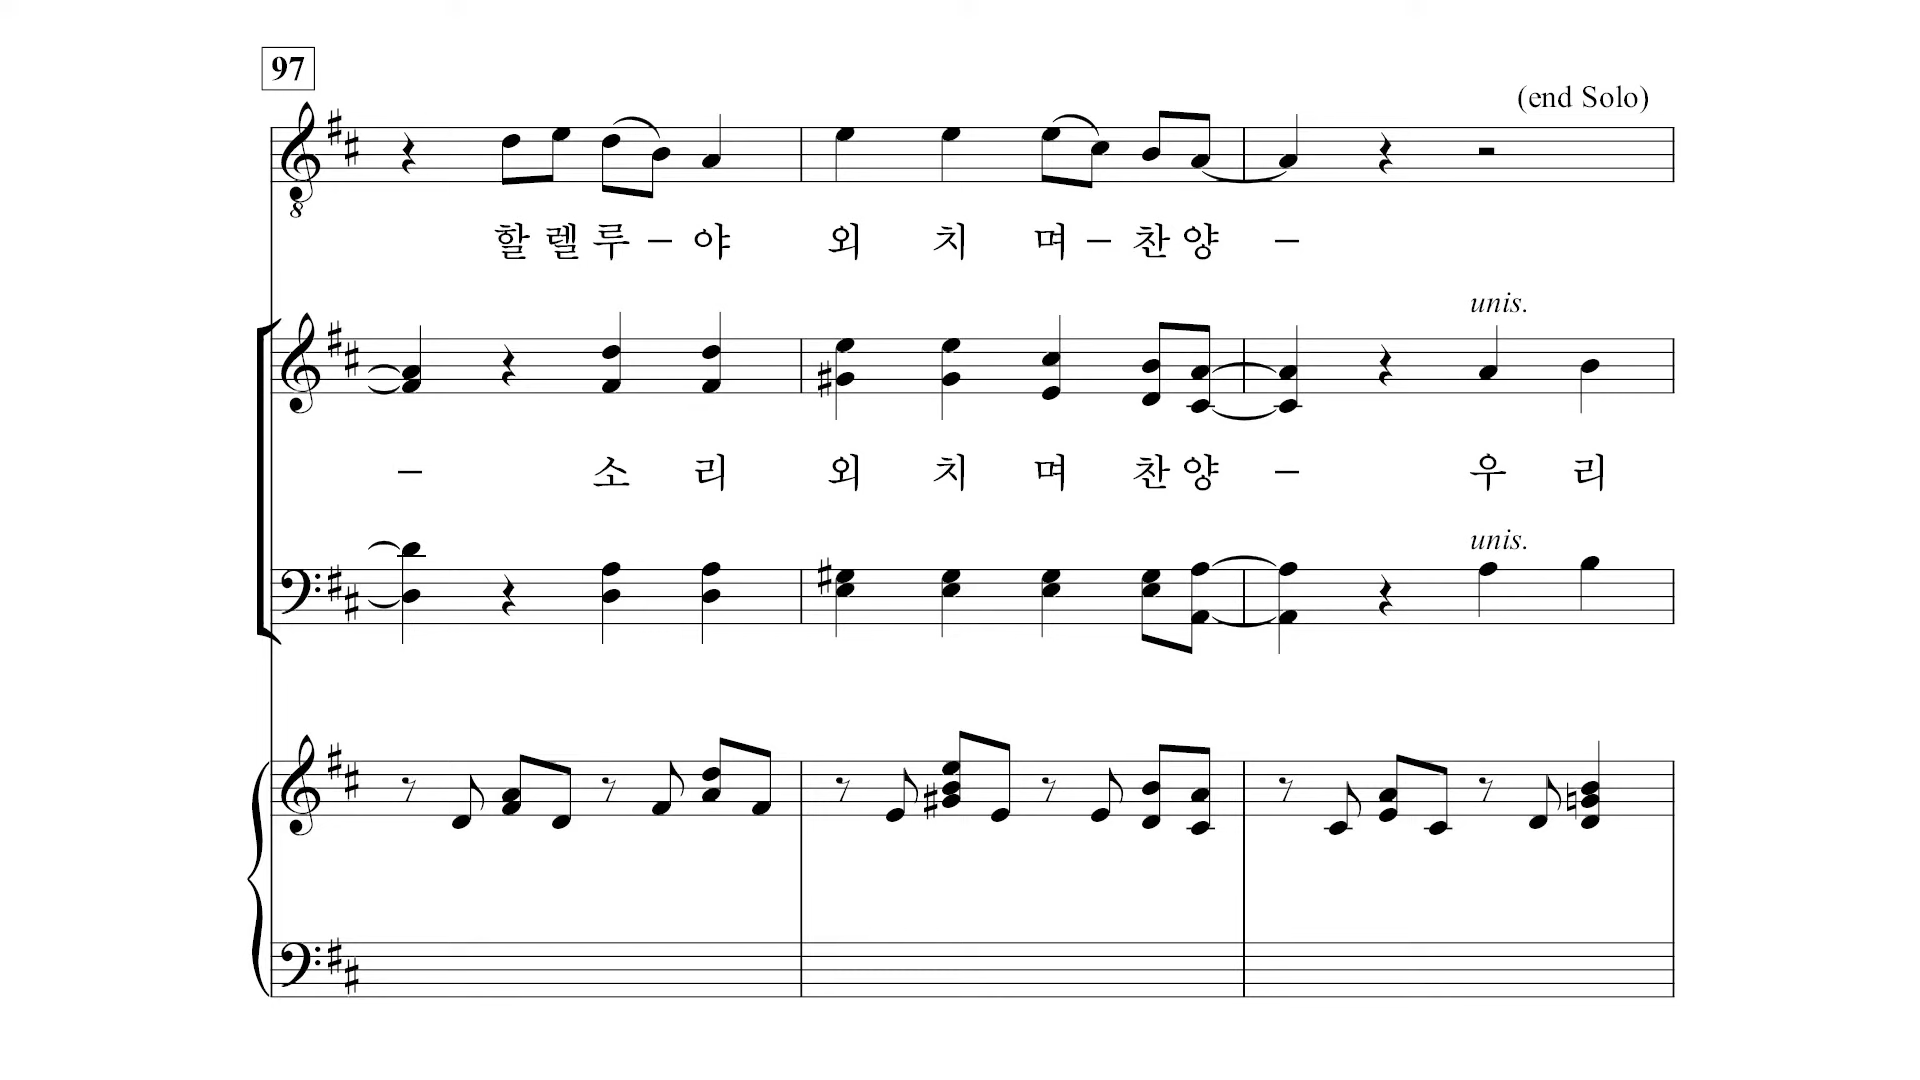 97
(end Solo)
8
할 렐 루 – 야 외 치 며 – 찬 양 –
unis.
– 소 리 외 치 며 찬 양 – 우 리
unis.